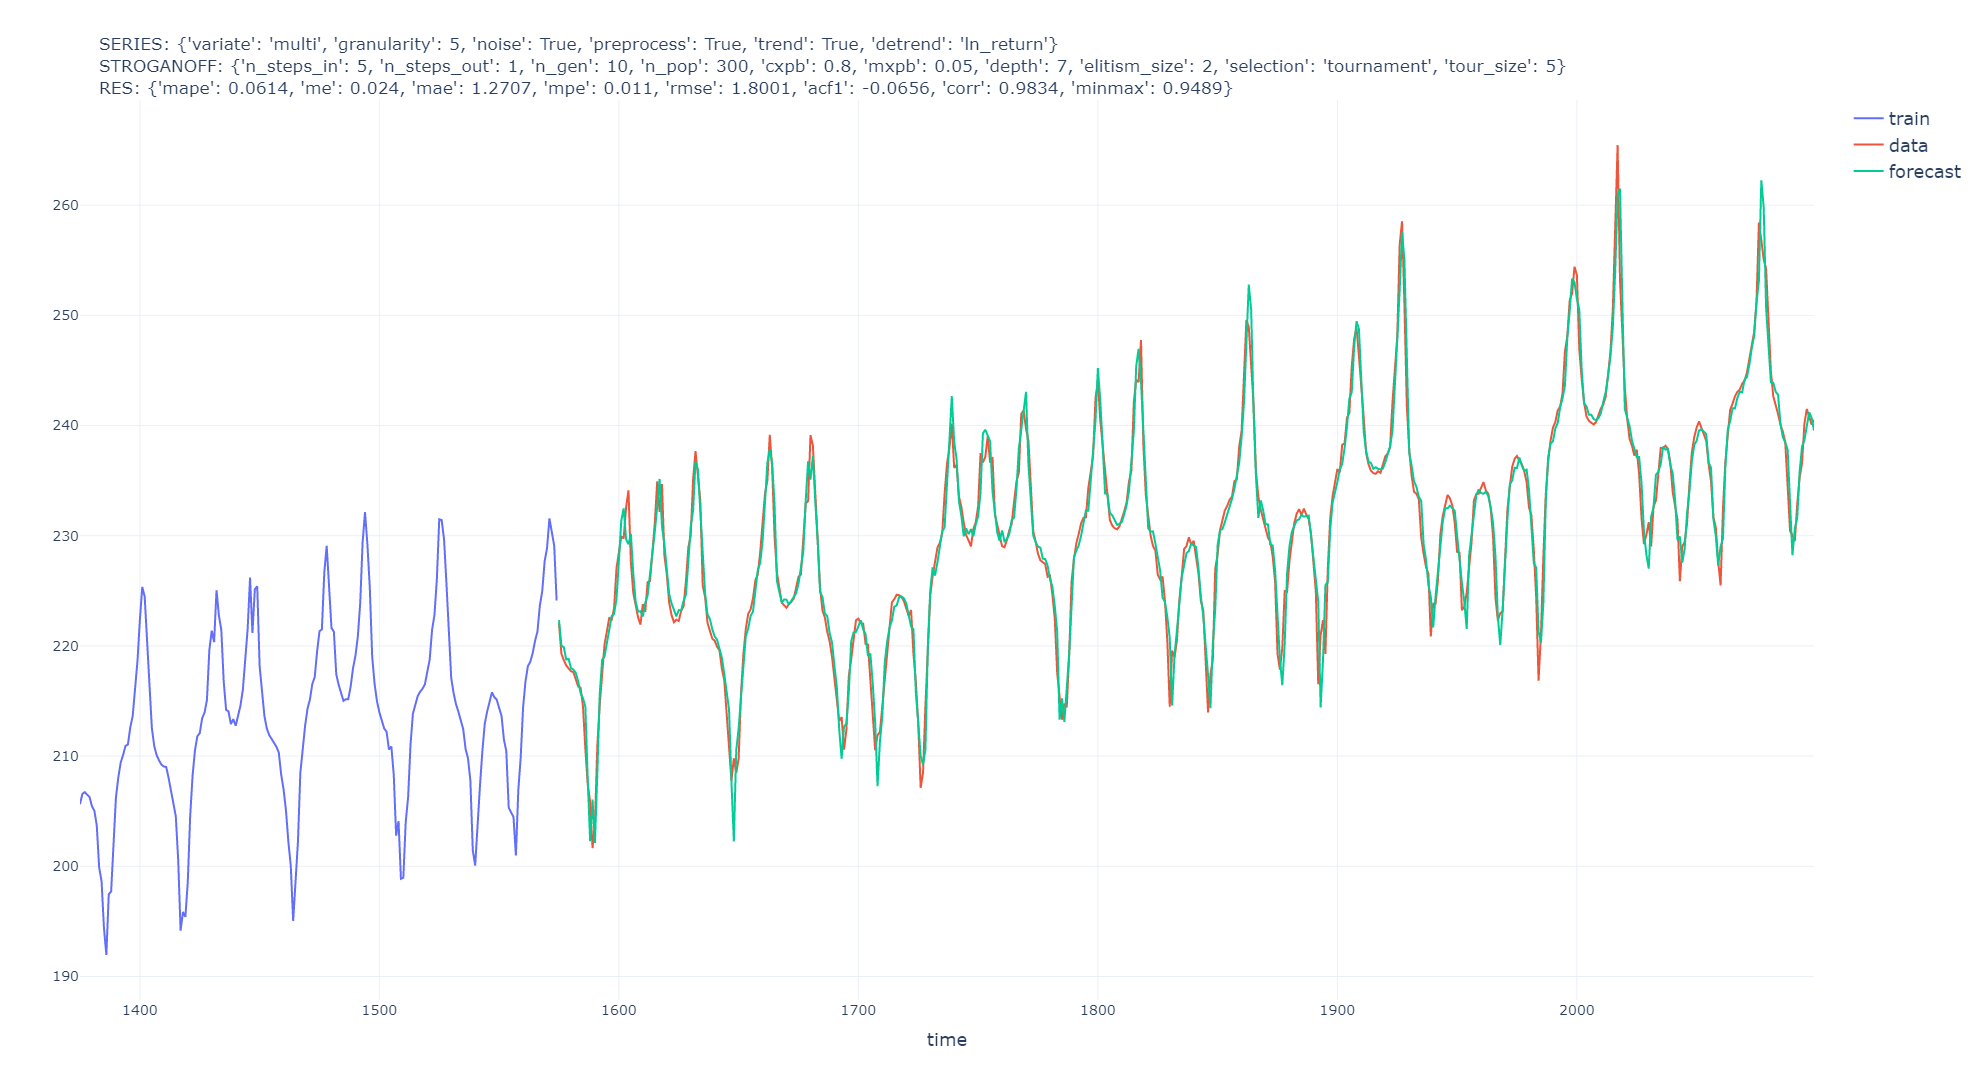 SERIES: {'variate': 'multi', 'granularity': 5, 'noise': True, 'preprocess': True, 'trend': True, 'detrend': 'ln_return'}
STROGANOFF: {'n_steps_in': 5, 'n_steps_out': 1, 'n_gen': 10, 'n_pop': 300, 'cxpb': 0.8, 'mxpb': 0.05, 'depth': 7, 'elitism_size': 2, 'selection': 'tournament', 'tour_size': 5}
RES: {'mape': 0.0614, 'me': 0.024, 'mae': 1.2707, 'mpe': 0.011, 'rmse': 1.8001, 'acf1': -0.0656, 'corr': 0.9834, 'minmax': 0.9489}
train
data
forecast
260
250
240
230
220
210
200
190
1400 1500 1600 1700 1800 1900 2000
time